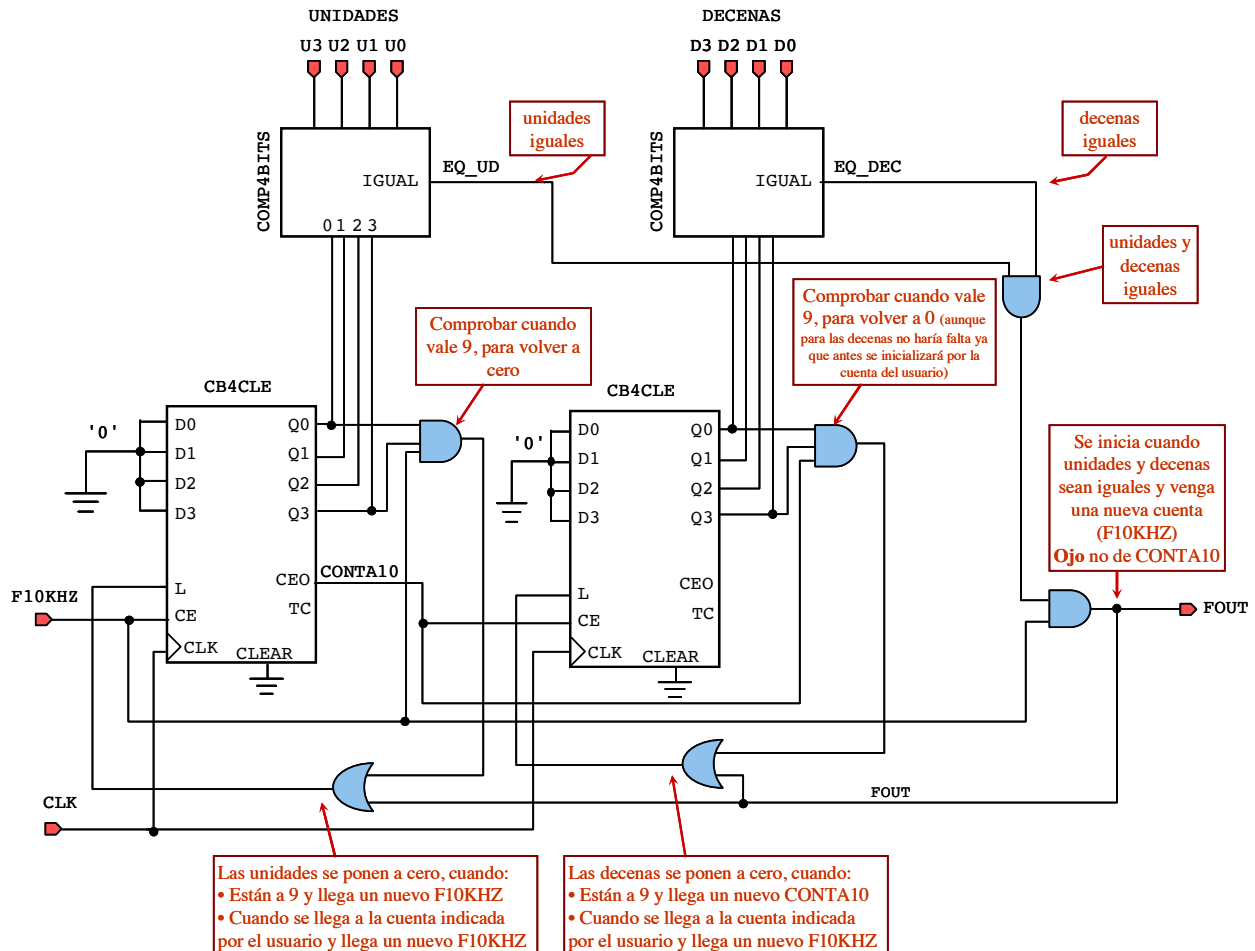 UNIDADES
U3 U2 U1 U0
DECENAS
D3 D2 D1 D0
COMP4BITS
IGUAL
0 1 2 3
EQ_UD
unidades
iguales
COMP4BITS
IGUAL
EQ_DEC
decenas
iguales
unidades y
decenas
iguales
Comprobar cuando
vale 9, para volver a
cero
Comprobar cuando vale
9, para volver a 0 (aunque
para las decenas no haría falta ya
que antes se inicializará por la
cuenta del usuario)
CB4CLE
'0'
D0
D1
D2
D3
Q0
Q1
Q2
Q3
L
CE
CLK
CEO
TC
CLEAR
CONTA10
F10KHZ
CB4CLE
'0'
D0
D1
D2
D3
Q0
Q1
Q2
Q3
L
CE
CLK
CEO
TC
CLEAR
Se inicia cuando
unidades y decenas
sean iguales y venga
una nueva cuenta
(F10KHZ)
Ojo no de CONTA10
FOUT
CLK
FOUT
Las unidades se ponen a cero, cuando:
• Están a 9 y llega un nuevo F10KHZ
• Cuando se llega a la cuenta indicada
por el usuario y llega un nuevo F10KHZ
Las decenas se ponen a cero, cuando:
• Están a 9 y llega un nuevo CONTA10
• Cuando se llega a la cuenta indicada
por el usuario y llega un nuevo F10KHZ